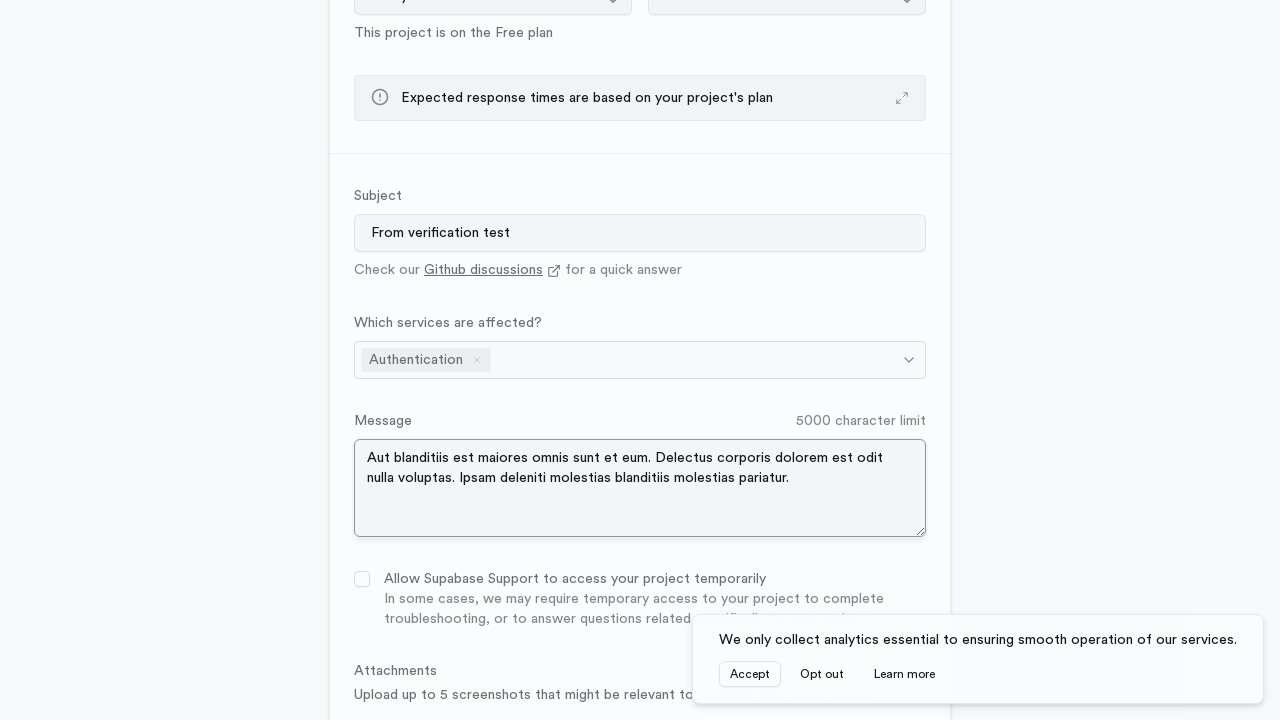 This project is on the Free plan
Expected response times are based on your project's plan
Subject
From verification test
Check our Github discussions for a quick answer
Which services are affected?
Authentication
Message
5000 character limit
Aut blanditiis est maiores omnis sunt et eum. Delectus corporis dolorem est odit
nulla voluptas. Ipsam deleniti molestias blanditiis molestias pariatur.
Allow Supabase Support to access your project temporarily
In some cases, we may require temporary access to your project to complete
troubleshooting, or to answer questions related
We only collect analytics essential to ensuring smooth operation of our services.
Accept
Opt out
Learn more
Attachments
Upload up to 5 screenshots that might be relevant to